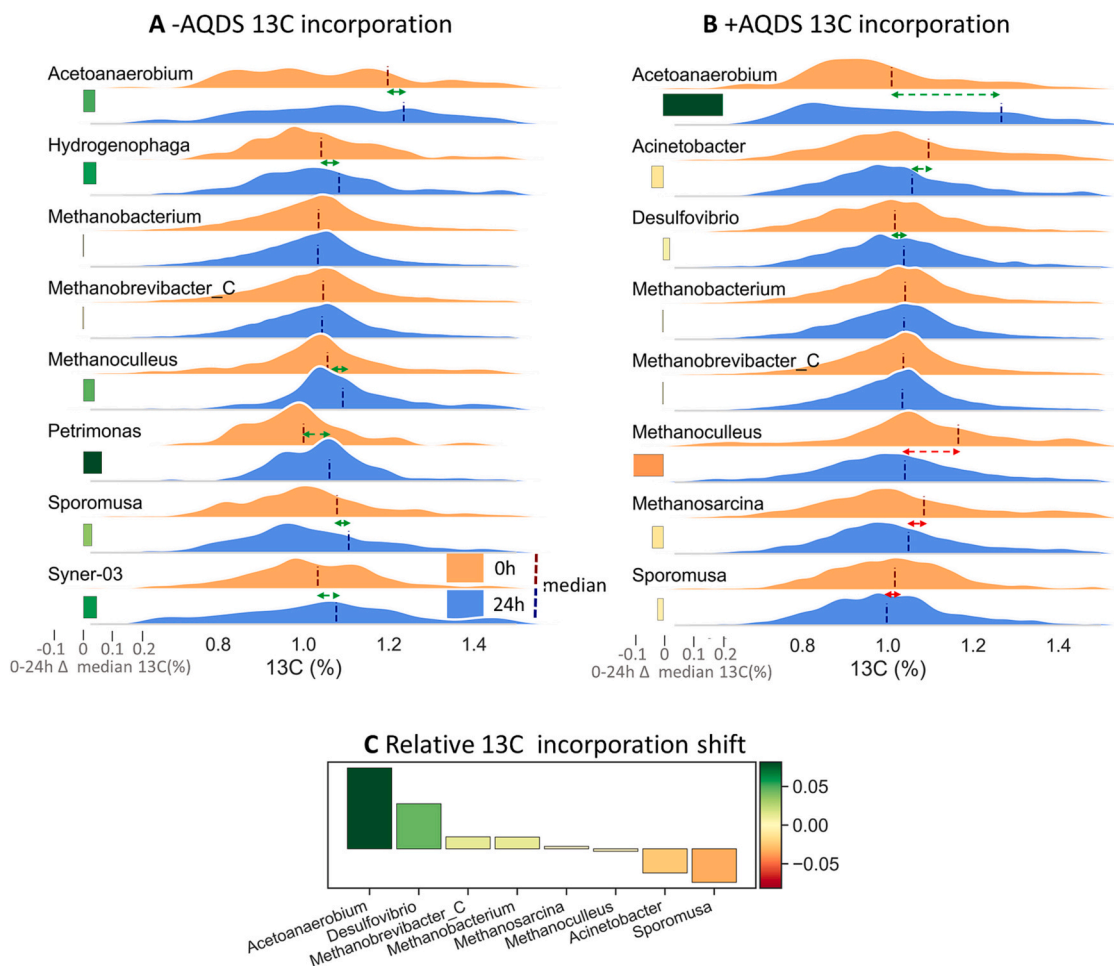 A -AQDS 13C incorporation
Acetoanaerobium
Hydrogenophaga
Methanobacterium
Methanobrevibacter_C
Methanoculleus
Petrimonas
Sporomusa
Syner-03
0h
24h
median
-0.1 0 0.1 0.2
0.8 1.0 1.2 1.4
0-24h Δ median 13C(%)
13C (%)
B +AQDS 13C incorporation
Acetoanaerobium
Acinetobacter
Desulfovibrio
Methanobacterium
Methanobrevibacter_C
Methanoculleus
Methanosarcina
Sporomusa
-0.1 0 0.1 0.2
0.8 1.0 1.2 1.4
0-24h Δ median 13C(%)
13C (%)
C Relative 13C incorporation shift
0.05
0.00
−0.05
Acetoanaerobium
Desulfovibrio
Methanobrevibacter_C
Methanobacterium
Methanosarcina
Methanoculleus
Acinetobacter
Sporomusa